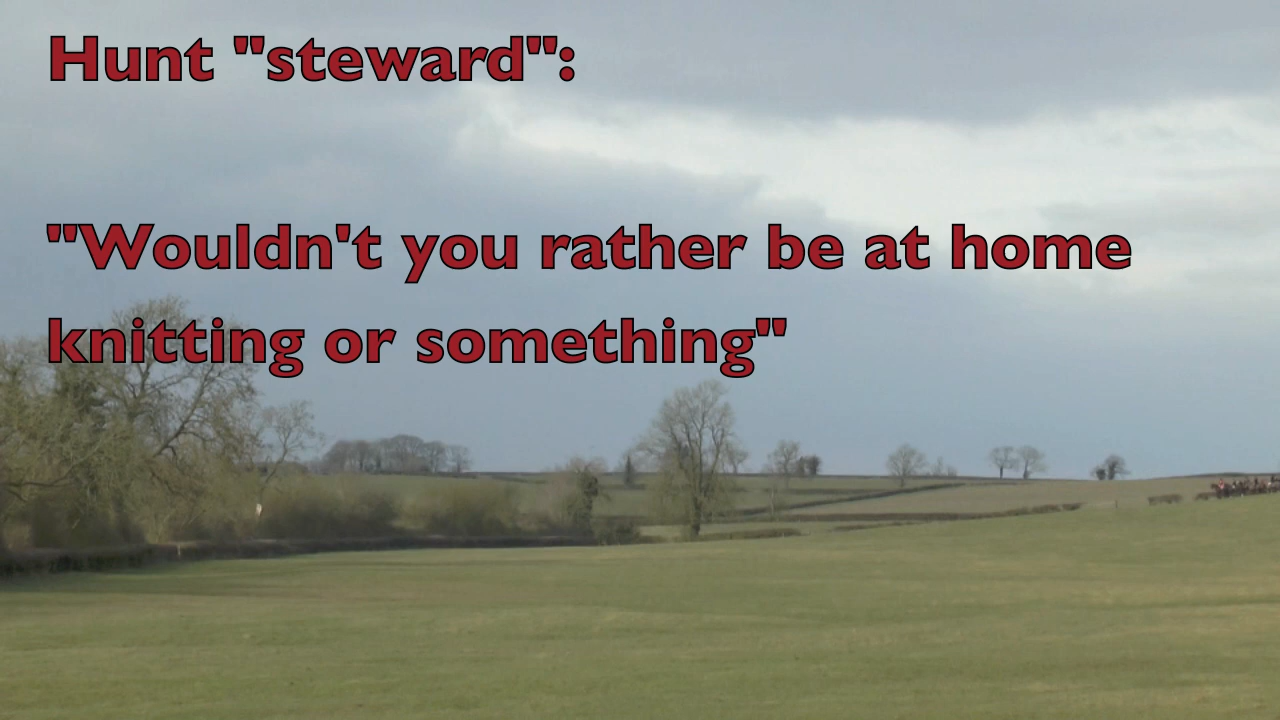 Hunt "steward":
"Wouldn't you rather be at home
knitting or something"